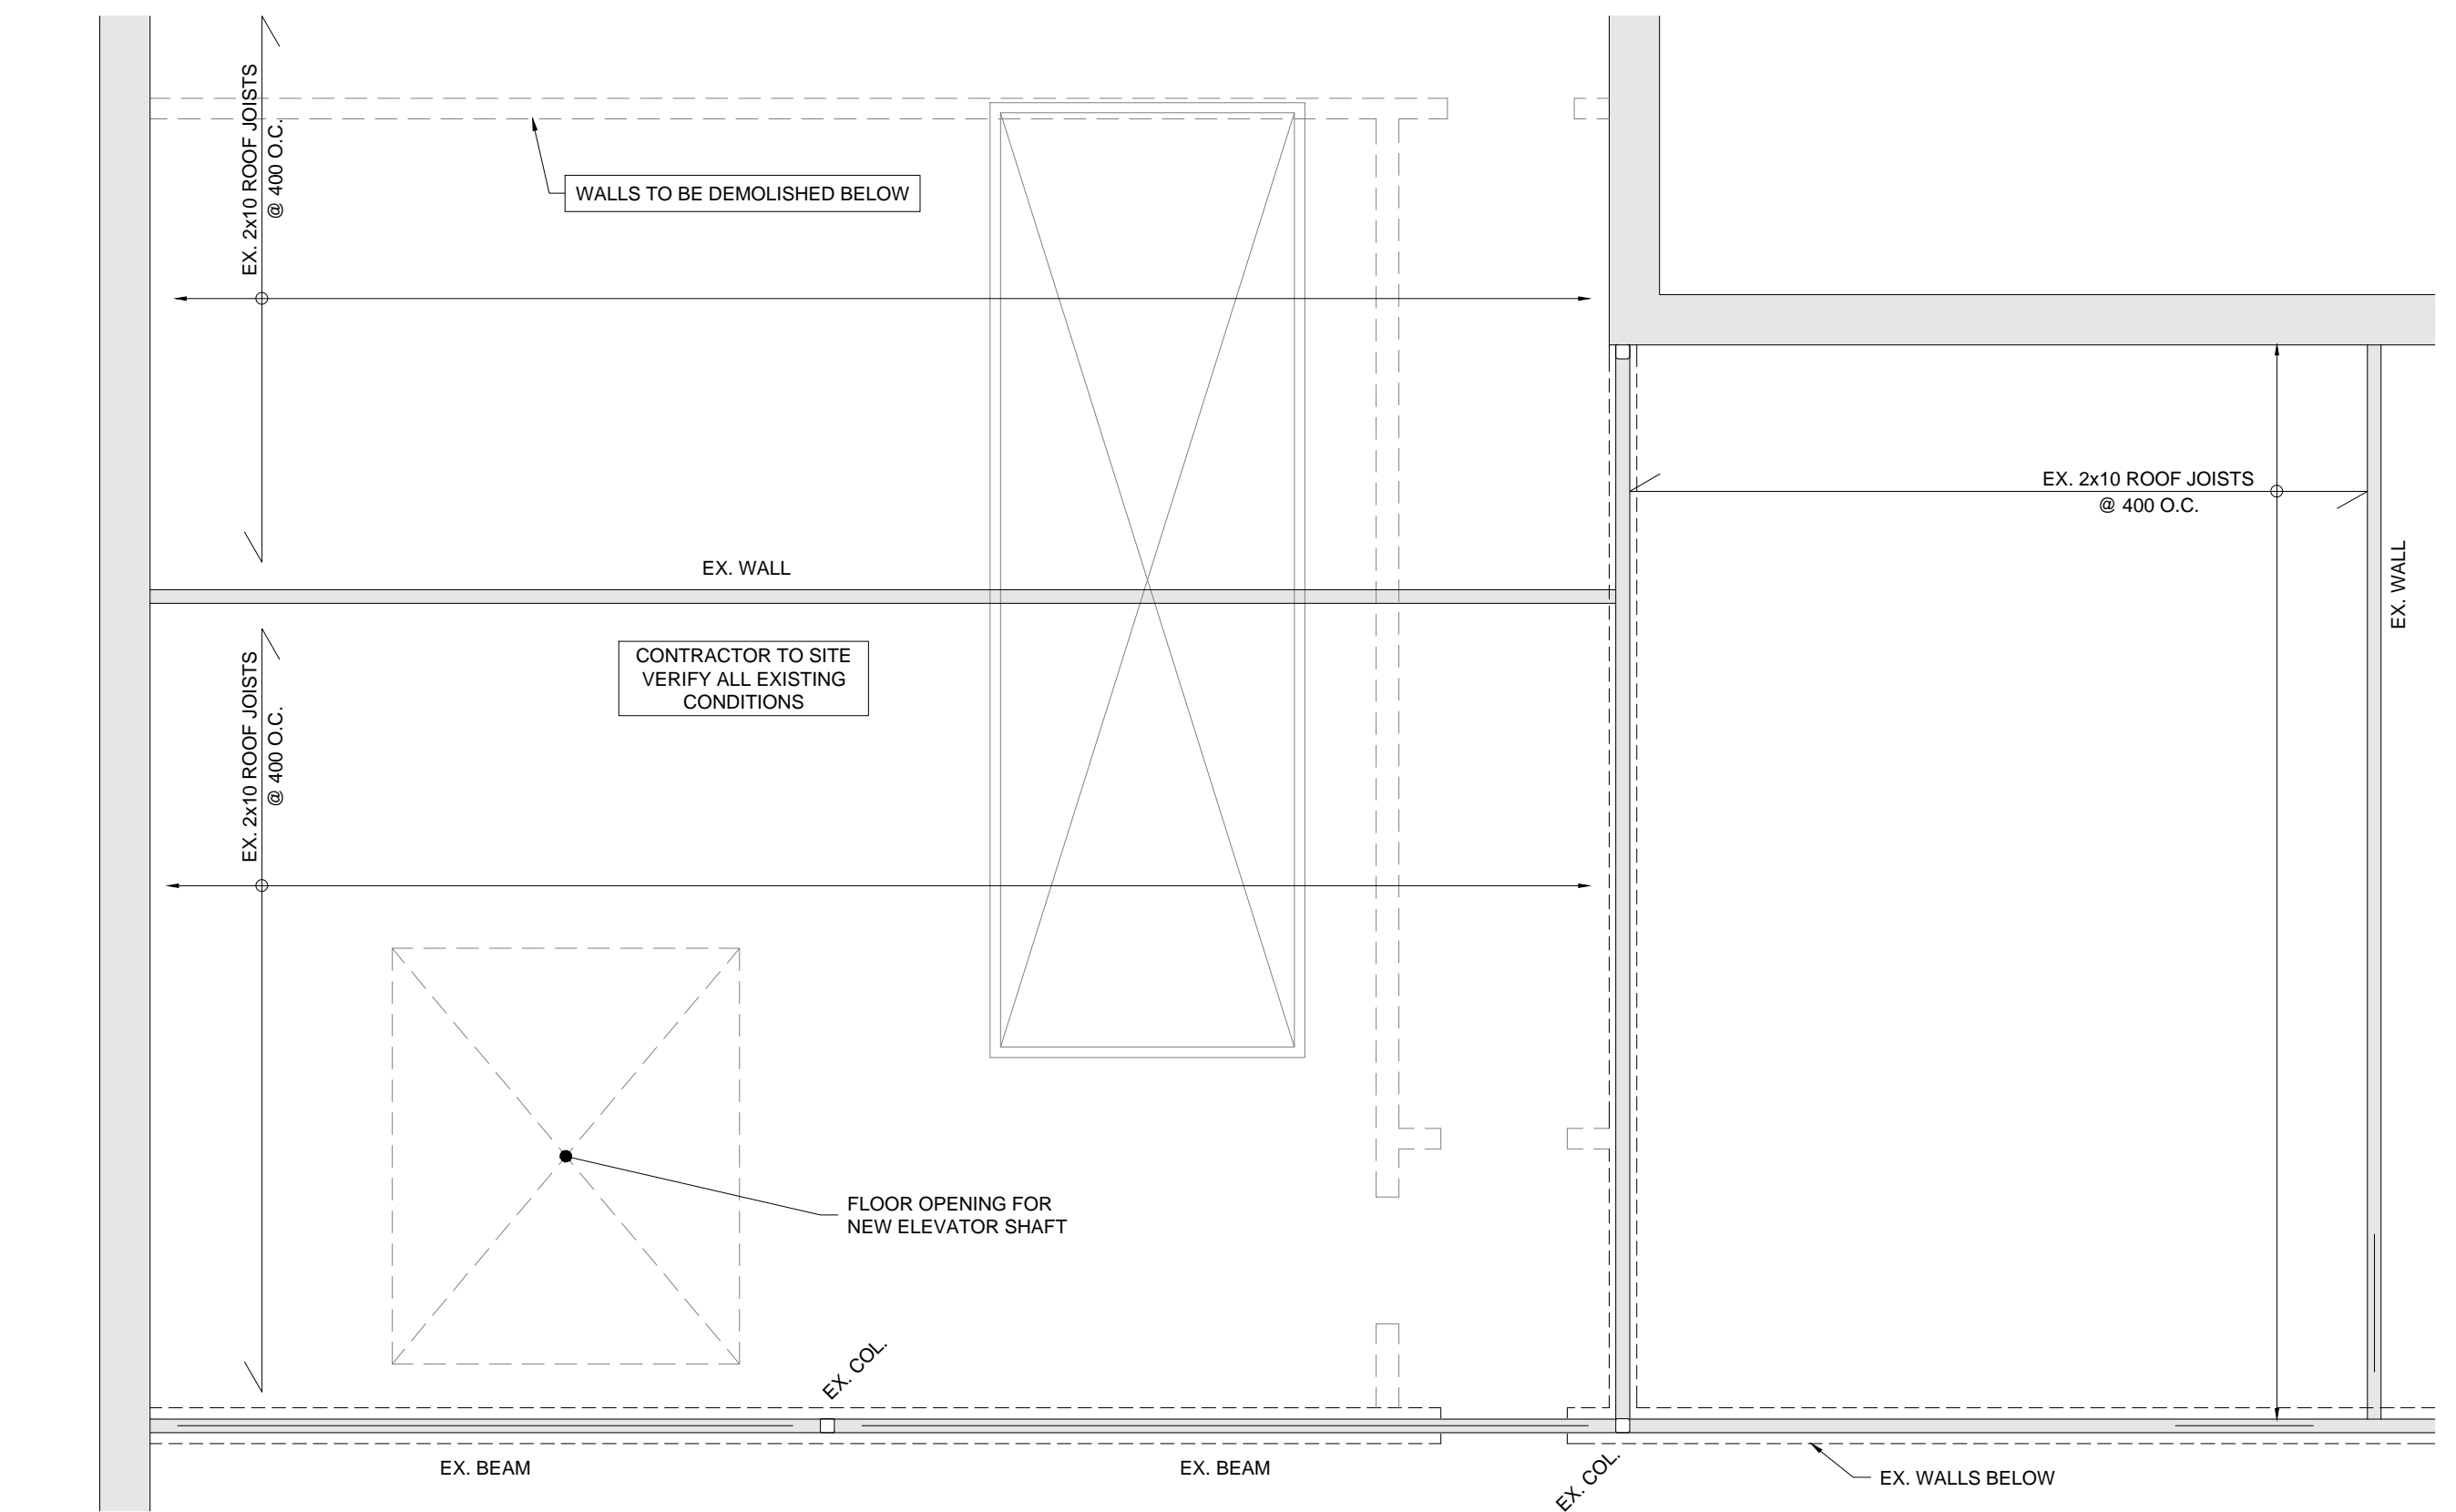 EX. 2x10 ROOF JOISTS
@ 400 O.C.
WALLS TO BE DEMOLISHED BELOW
EX. 2x10 ROOF JOISTS
@ 400 O.C.
EX. WALL
EX. WALL
CONTRACTOR TO SITE
VERIFY ALL EXISTING
CONDITIONS
EX. 2x10 ROOF JOISTS
@ 400 O.C.
FLOOR OPENING FOR
NEW ELEVATOR SHAFT
EX. COL.
EX. BEAM
EX. BEAM
EX. COL.
EX. WALLS BELOW